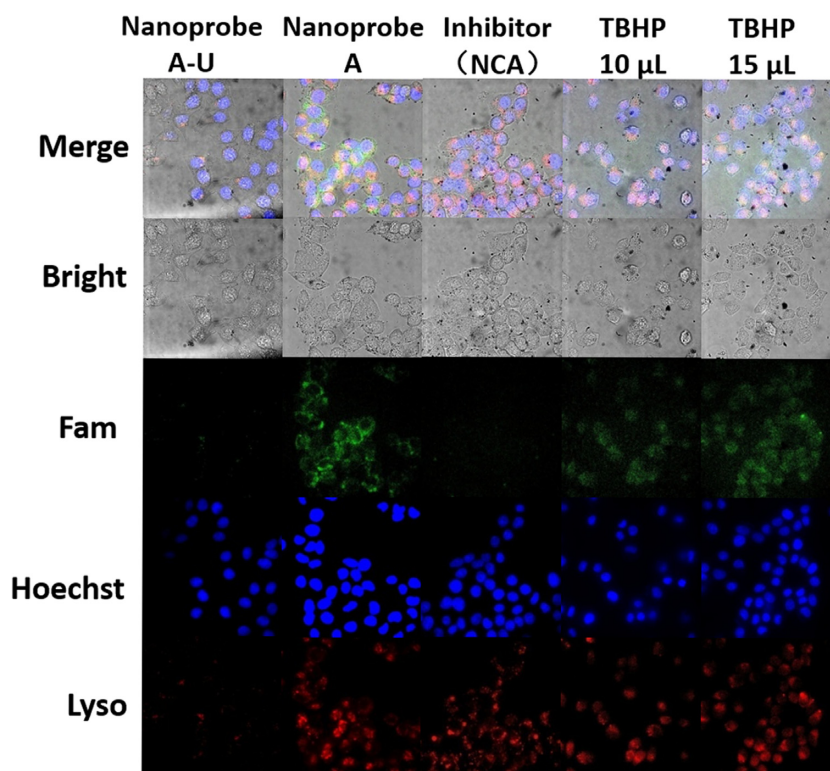 Nanoprobe Nanoprobe Inhibitor TBHP TBHP
A-U A （NCA） 10 μL 15 μL
Merge
Bright
Fam
Hoechst
Lyso